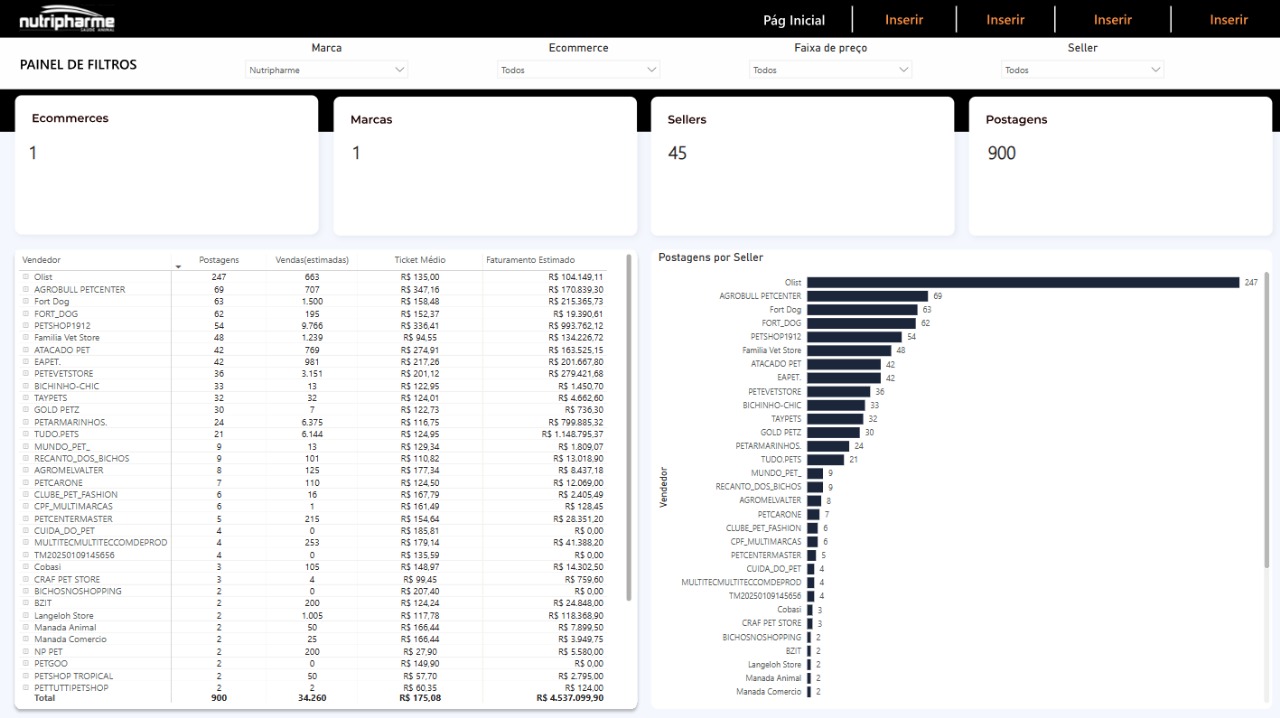 nutripharme
SAÚDE ANIMAL
Pág Inicial Inserir Inserir Inserir Inserir
PAINEL DE FILTROS
Marca Ecommerce Faixa de preço Seller
Nutripharme Todos Todos Todos
Ecommerces
1
Marcas
1
Sellers
45
Postagens
900
Vendedor Postagens Vendas(estimadas) Ticket Médio Faturamento Estimado
Olist 247 663 R$ 135,00 R$ 104.149,11
AGROBULL PETCENTER 69 707 R$ 347,16 R$ 170.839,30
Fort Dog 63 1.500 R$ 158,48 R$ 215.365,73
FORT_DOG 62 195 R$ 152,37 R$ 19.390,61
PETSHOP1912 54 9.766 R$ 336,41 R$ 993.762,12
Familia Vet Store 48 1.239 R$ 94,55 R$ 134.226,72
ATACADO PET 42 769 R$ 274,91 R$ 163.525,15
EAPET. 42 981 R$ 217,26 R$ 201.667,80
PETEVETSTORE 36 3.151 R$ 201,12 R$ 279.421,68
BICHINHO-CHIC 33 13 R$ 122,95 R$ 1.450,70
TAYPETS 32 32 R$ 124,01 R$ 4.662,60
GOLD PETZ 30 7 R$ 122,73 R$ 736,30
PETARMARINHOS. 24 6.375 R$ 116,75 R$ 799.885,32
TUDO.PETS 21 6.144 R$ 124,95 R$ 1.148.795,37
MUNDO_PET_ 9 13 R$ 129,34 R$ 1.809,07
RECANTO_DOS_BICHOS 9 101 R$ 110,82 R$ 13.018,90
AGROMELVALTER 8 125 R$ 177,34 R$ 8.437,18
PETCARONE 7 110 R$ 124,50 R$ 12.069,00
CLUBE_PET_FASHION 6 16 R$ 167,79 R$ 2.405,49
CPF_MULTIMARCAS 6 1 R$ 161,49 R$ 128,45
PETCENTERMASTER 5 215 R$ 154,64 R$ 28.351,20
CUIDA_DO_PET 4 0 R$ 185,81 R$ 0,00
MULTITECMULTITECCOMDEPROD 4 253 R$ 179,14 R$ 41.388,20
TM20250109145656 4 0 R$ 135,59 R$ 0,00
Cobasi 3 105 R$ 148,97 R$ 14.302,50
CRAF PET STORE 3 4 R$ 99,45 R$ 759,60
BICHOSNOSHOPPING 2 0 R$ 207,40 R$ 0,00
BZIT 2 200 R$ 124,24 R$ 24.848,00
Langeloh Store 2 1.005 R$ 117,78 R$ 118.368,90
Manada Animal 2 50 R$ 166,44 R$ 7.899,50
Manada Comercio 2 25 R$ 166,44 R$ 3.949,75
NP PET 2 200 R$ 27,90 R$ 5.580,00
PETGOO 2 0 R$ 149,90 R$ 0,00
PETSHOP TROPICAL 2 50 R$ 57,70 R$ 2.795,00
PETTUTTIPETSHOP 2 2 R$ 60,35 R$ 124,00
Total 900 34.260 R$ 175,08 R$ 4.537.099,90
Postagens por Seller
Vendedor
Olist 247
AGROBULL PETCENTER 69
Fort Dog 63
FORT_DOG 62
PETSHOP1912 54
Familia Vet Store 48
ATACADO PET 42
EAPET. 42
PETEVETSTORE 36
BICHINHO-CHIC 33
TAYPETS 32
GOLD PETZ 30
PETARMARINHOS. 24
TUDO.PETS 21
MUNDO_PET_ 9
RECANTO_DOS_BICHOS 9
AGROMELVALTER 8
PETCARONE 7
CLUBE_PET_FASHION 6
CPF_MULTIMARCAS 6
PETCENTERMASTER 5
CUIDA_DO_PET 4
MULTITECMULTITECCOMDEPROD 4
TM20250109145656 4
Cobasi 3
CRAF PET STORE 3
BICHOSNOSHOPPING 2
BZIT 2
Langeloh Store 2
Manada Animal 2
Manada Comercio 2